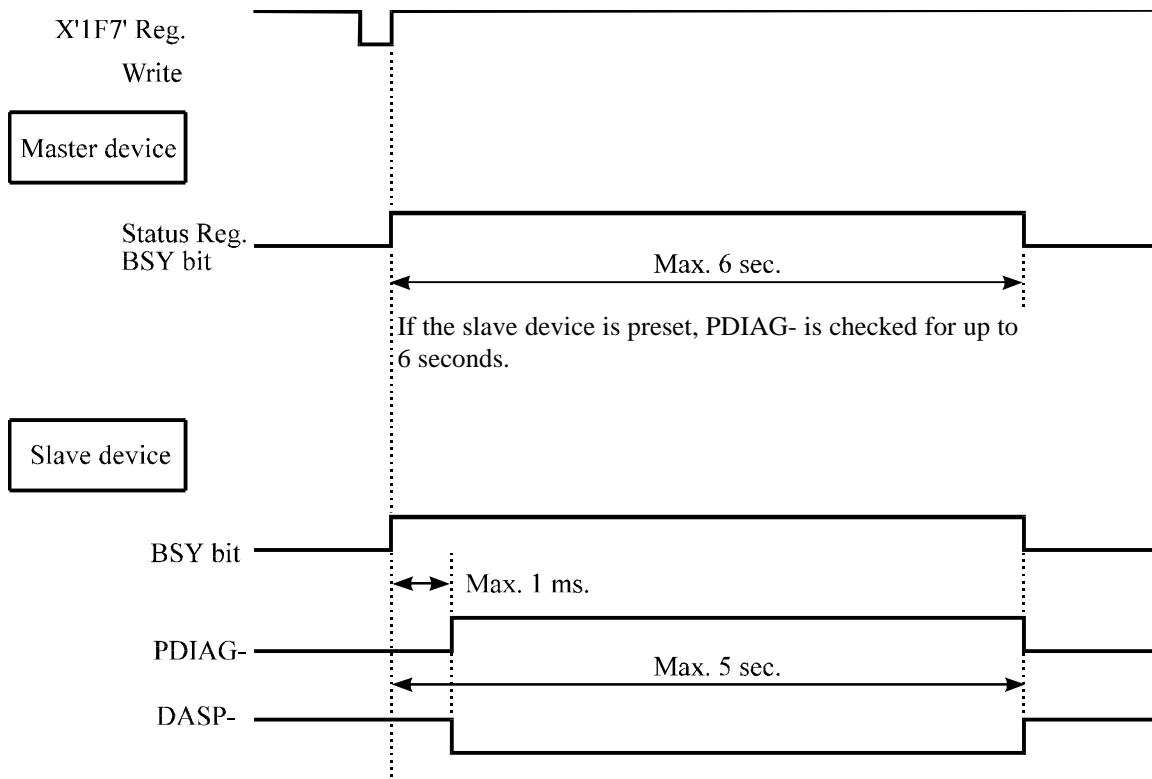 X'1F7' Reg.
Write
Master device
Status Reg.
BSY bit
Max. 6 sec.
If the slave device is preset, PDIAG- is checked for up to
6 seconds.
Slave device
BSY bit
Max. 1 ms.
PDIAG-
Max. 5 sec.
DASP-